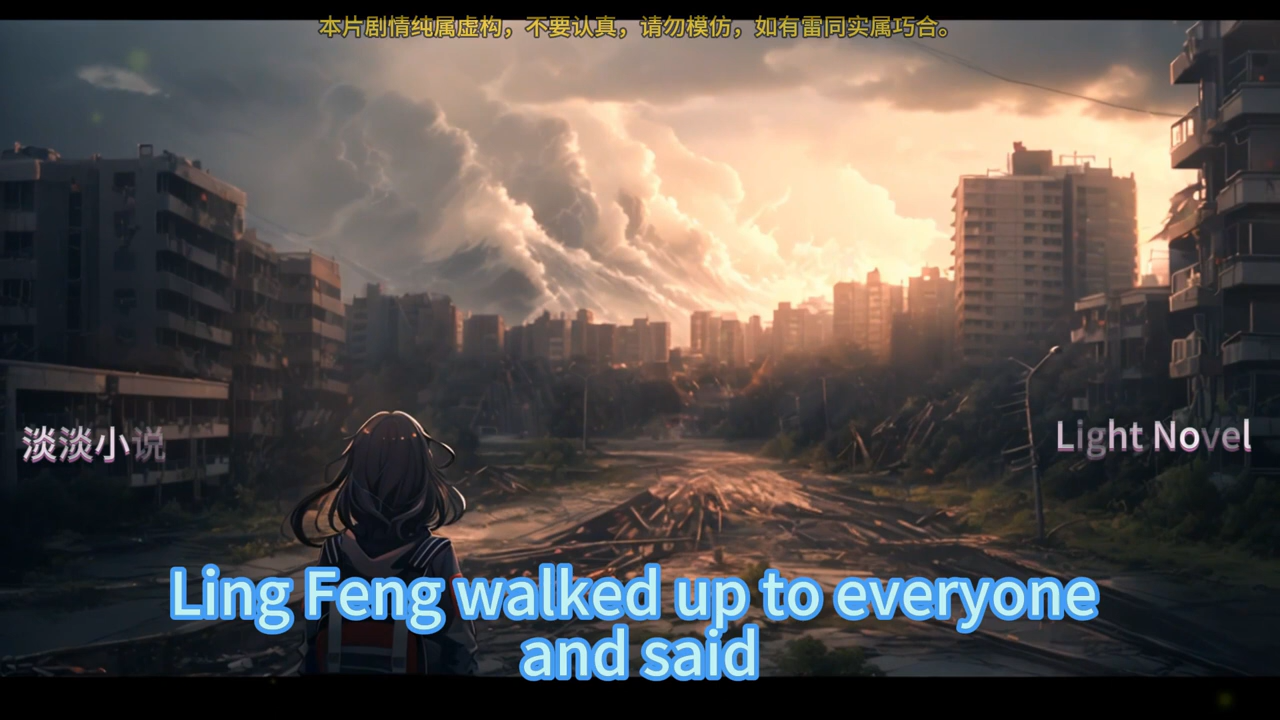 本片剧情纯属虚构，不要认真，请勿模仿，如有雷同实属巧合。
淡淡小说
Light Novel
Ling Feng walked up to everyone
and said